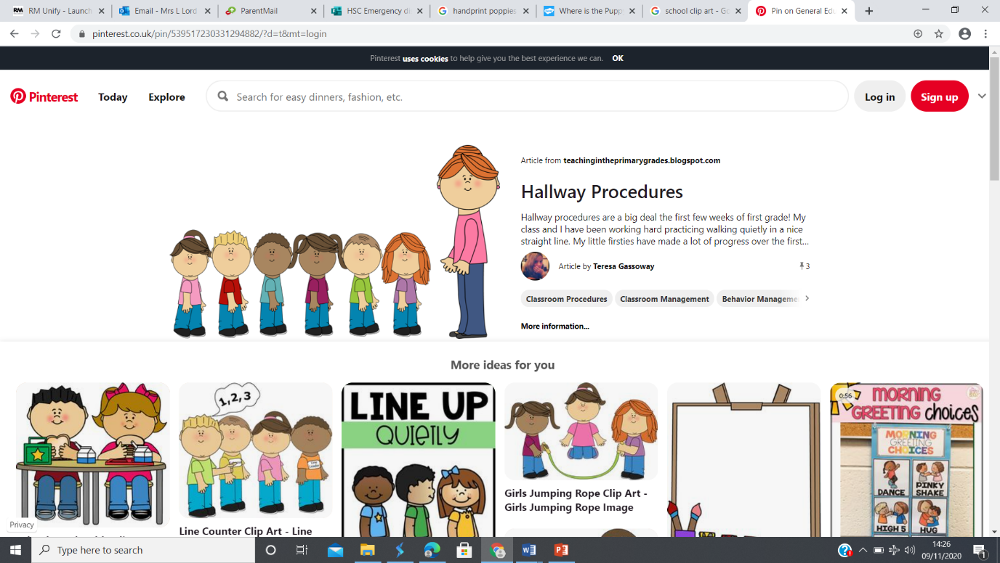 RM Unify - Launch
Email - Mrs L Lord
ParentMail
HSC Emergency di
handprint poppies
Where is the Pupp
school clip art - Go
Pin on General Edu
pinterest.co.uk/pin/539517230331294882/?d=t&mt=login
Pinterest uses cookies to help give you the best experience we can. OK
Pinterest Today Explore Search for easy dinners, fashion, etc. Log in Sign up
Article from teachingintheprimarygrades.blogspot.com
Hallway Procedures
Hallway procedures are a big deal the first few weeks of first grade! My
class and I have been working hard practicing walking quietly in a nice
straight line. My little firsties have made a lot of progress over the first...
Article by Teresa Gassoway 3
Classroom Procedures Classroom Management Behavior Manageme
More information...
More ideas for you
1,2,3
Line Leader
Line Counter Clip Art - Line
LINE UP
QUIETLY
Girls Jumping Rope Clip Art -
Girls Jumping Rope Image
0:56
MORNING
GREETING choices
MORNING
GREETING
CHOICES
DANCE
PINKY
SHAKE
HIGH 5
HUG
Privacy
Type here to search
14:26
09/11/2020
1